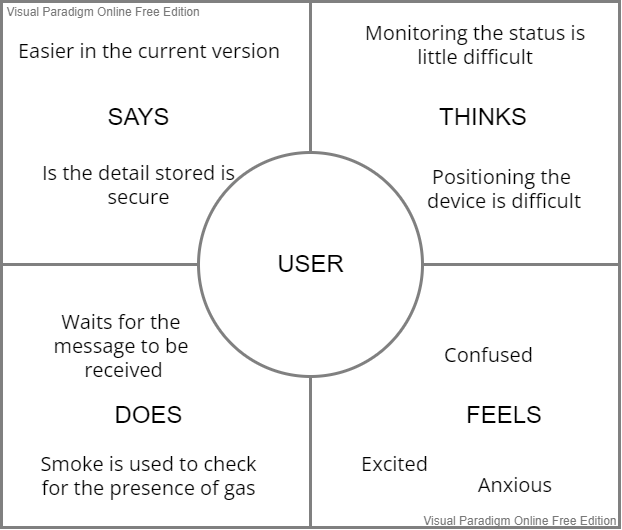 Visual Paradigm Online Free Edition
Easier in the current version
SAYS
Is the detail stored is
secure
Monitoring the status is
little difficult
THINKS
Positioning the
device is difficult
USER
Waits for the
message to be
received
DOES
Smoke is used to check
for the presence of gas
Confused
FEELS
Excited
Anxious
Visual Paradigm Online Free Edition